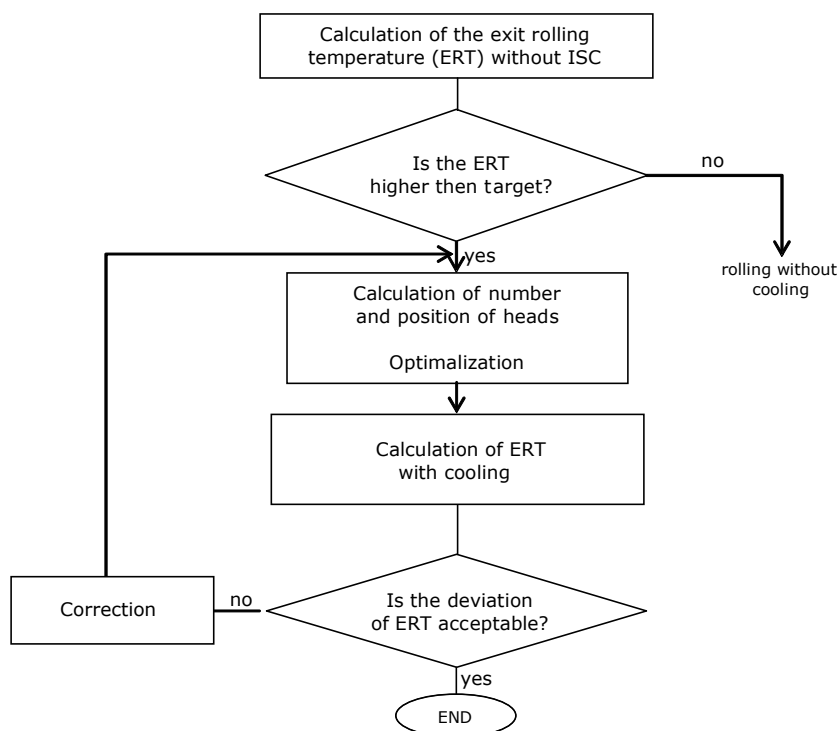 Calculation of the exit rolling
temperature (ERT) without ISC
Is the ERT
higher then target?
no
yes
rolling without
cooling
Calculation of number
and position of heads
Optimalization
Calculation of ERT
with cooling
Correction
no
Is the deviation
of ERT acceptable?
yes
END